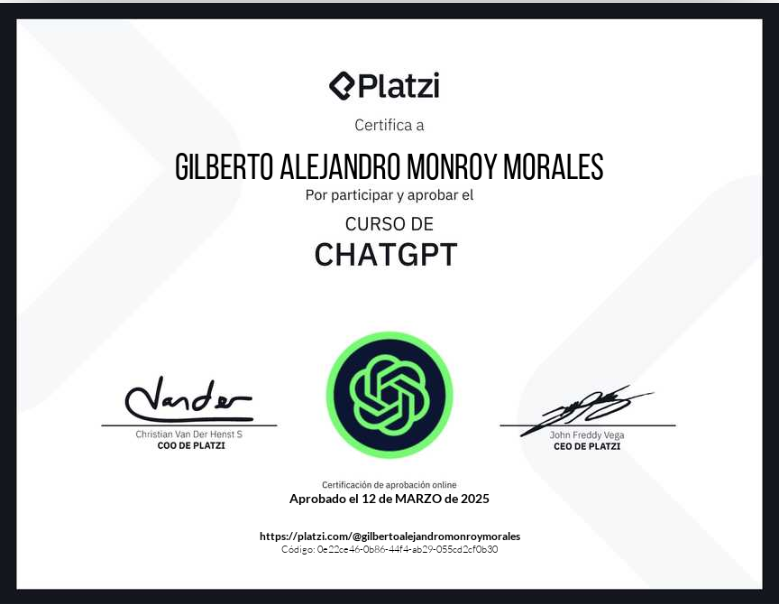 Platzi
Certifica a
GILBERTO ALEJANDRO MONROY MORALES
Por participar y aprobar el
CURSO DE
CHATGPT
Vander
Christian Van Der Henst S
COO DE PLATZI
John Freddy Vega
CEO DE PLATZI
Certificación de aprobación online
Aprobado el 12 de MARZO de 2025
https://platzi.com/@gilbertoalejandromonroymorales
Código: 0e22ce46-0b86-44f4-ab29-055cd2cf0b30